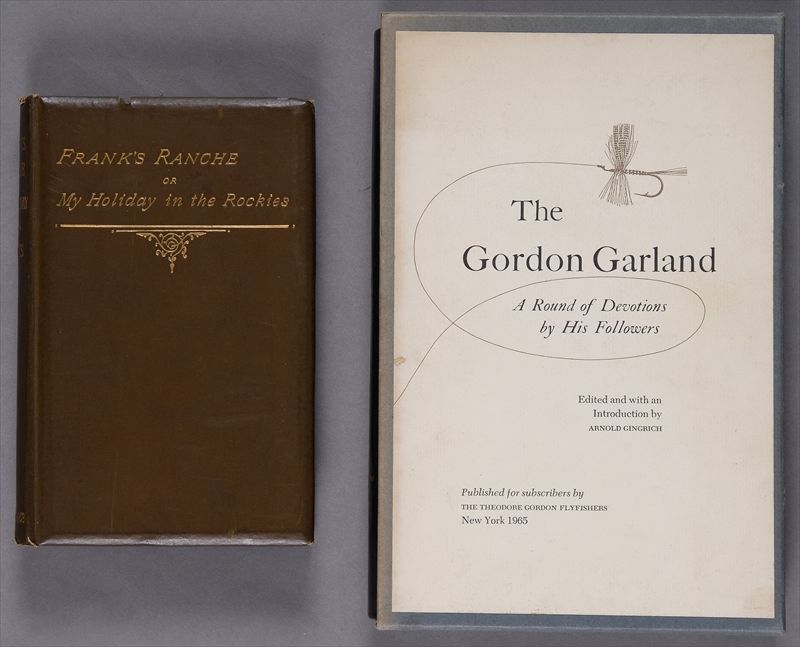 FRANK'S RANCHE
OR
My Holiday in the Rockies
The
Gordon Garland
A Round of Devotions
by His Followers
Edited and with an
Introduction by
ARNOLD GINGRICH
Published for subscribers by
THE THEODORE GORDON FLYFISHERS
New York 1965